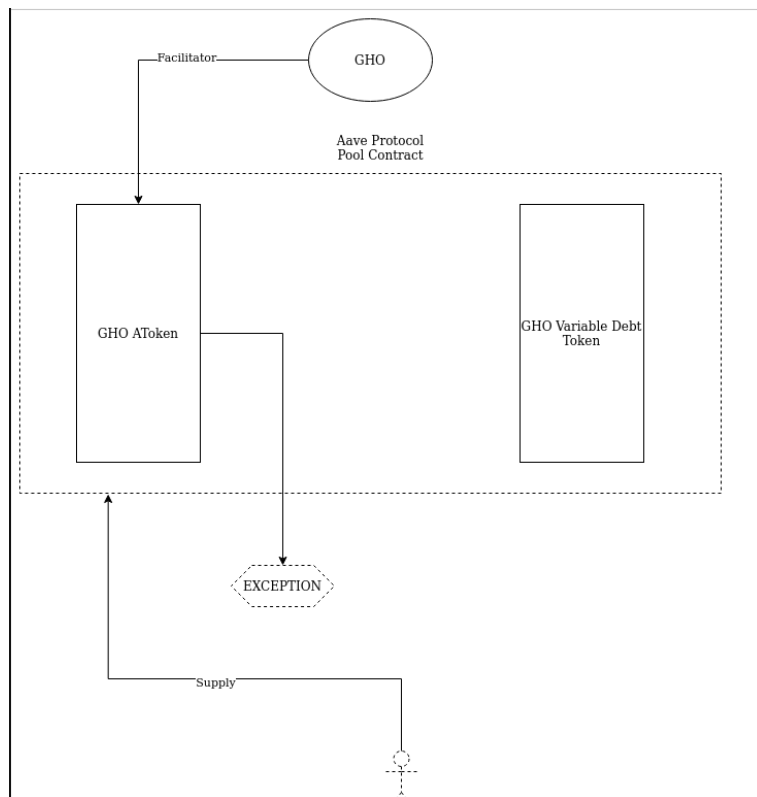 Facilitator
GHO
Aave Protocol
Pool Contract
GHO AToken
GHO Variable Debt
Token
EXCEPTION
Supply